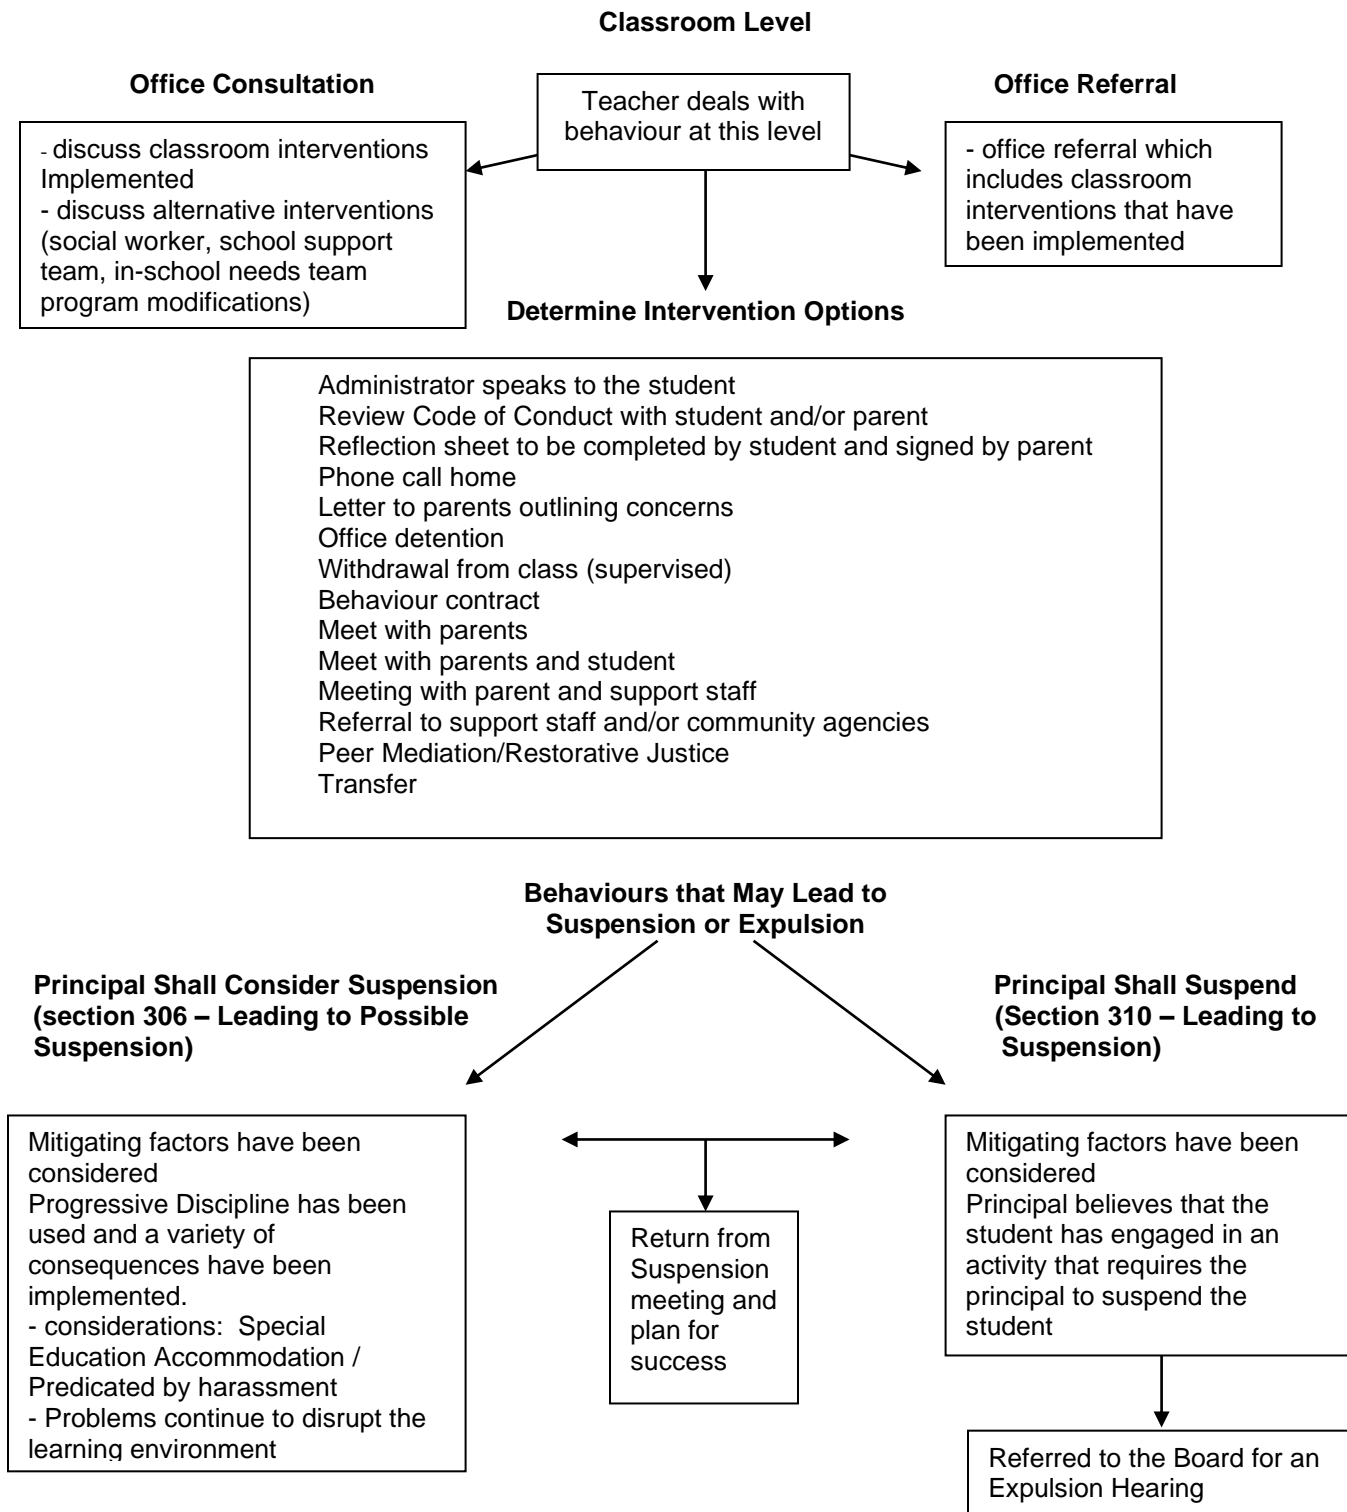 Classroom Level
Office Consultation
- discuss classroom interventions
Implemented
- discuss alternative interventions
(social worker, school support
team, in-school needs team
program modifications)
Teacher deals with
behaviour at this level
Office Referral
- office referral which
includes classroom
interventions that have
been implemented
Determine Intervention Options
Administrator speaks to the student
Review Code of Conduct with student and/or parent
Reflection sheet to be completed by student and signed by parent
Phone call home
Letter to parents outlining concerns
Office detention
Withdrawal from class (supervised)
Behaviour contract
Meet with parents
Meet with parents and student
Meeting with parent and support staff
Referral to support staff and/or community agencies
Peer Mediation/Restorative Justice
Transfer
Behaviours that May Lead to
Suspension or Expulsion
Principal Shall Consider Suspension
(section 306 – Leading to Possible
Suspension)
Principal Shall Suspend
(Section 310 – Leading to
Suspension)
Mitigating factors have been
considered
Progressive Discipline has been
used and a variety of
consequences have been
implemented.
- considerations: Special
Education Accommodation /
Predicated by harassment
- Problems continue to disrupt the
learning environment
Return from
Suspension
meeting and
plan for
success
Mitigating factors have been
considered
Principal believes that the
student has engaged in an
activity that requires the
principal to suspend the
student
Referred to the Board for an
Expulsion Hearing